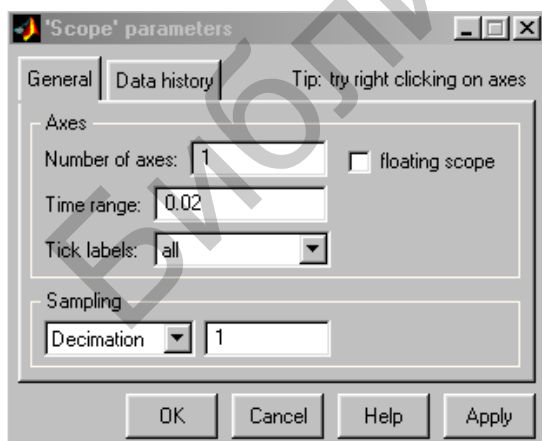 'Scope' parameters
General Data history Tip: try right clicking on axes
Axes
Number of axes: 1 floating scope
Time range: 0.02
Tick labels: all
Sampling
Decimation 1
OK Cancel Help Apply